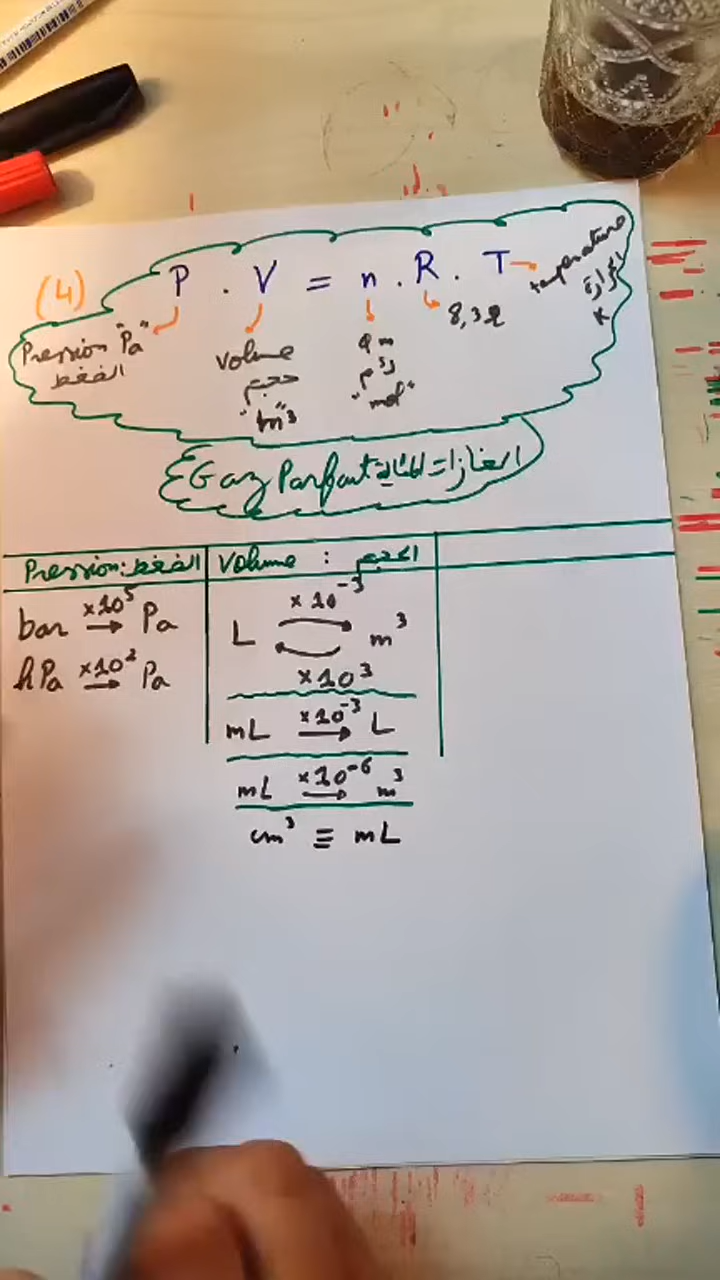 (4) P . V = n . R . T → temperature
الحرارة
K
Pression "Pa"
الضغط
volume
حجم
"m³"
qm
"mol"
8,32
Gaz Parfait الغازات المثالية
Pression: الضغط
Volume : الحجم
bar ×10⁵ → Pa
hPa ×10² → Pa
L ×10⁻³ m³
×10³
mL ×10⁻³ → L
mL ×10⁻⁶ → m³
cm³ ≡ mL